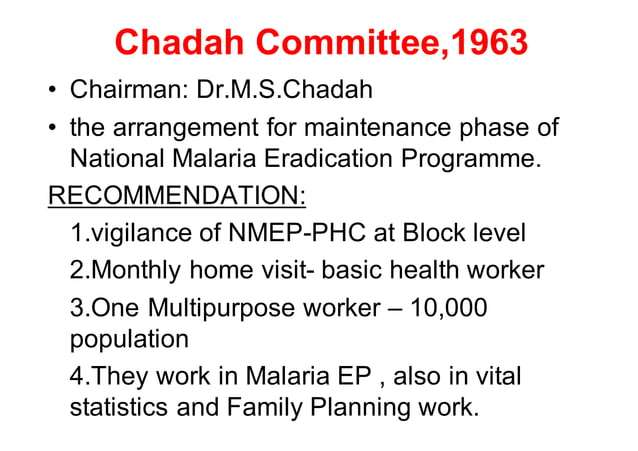 Chadah Committee,1963
• Chairman: Dr.M.S.Chadah
• the arrangement for maintenance phase of
National Malaria Eradication Programme.
RECOMMENDATION:
1.vigilance of NMEP-PHC at Block level
2.Monthly home visit- basic health worker
3.One Multipurpose worker – 10,000
population
4.They work in Malaria EP , also in vital
statistics and Family Planning work.